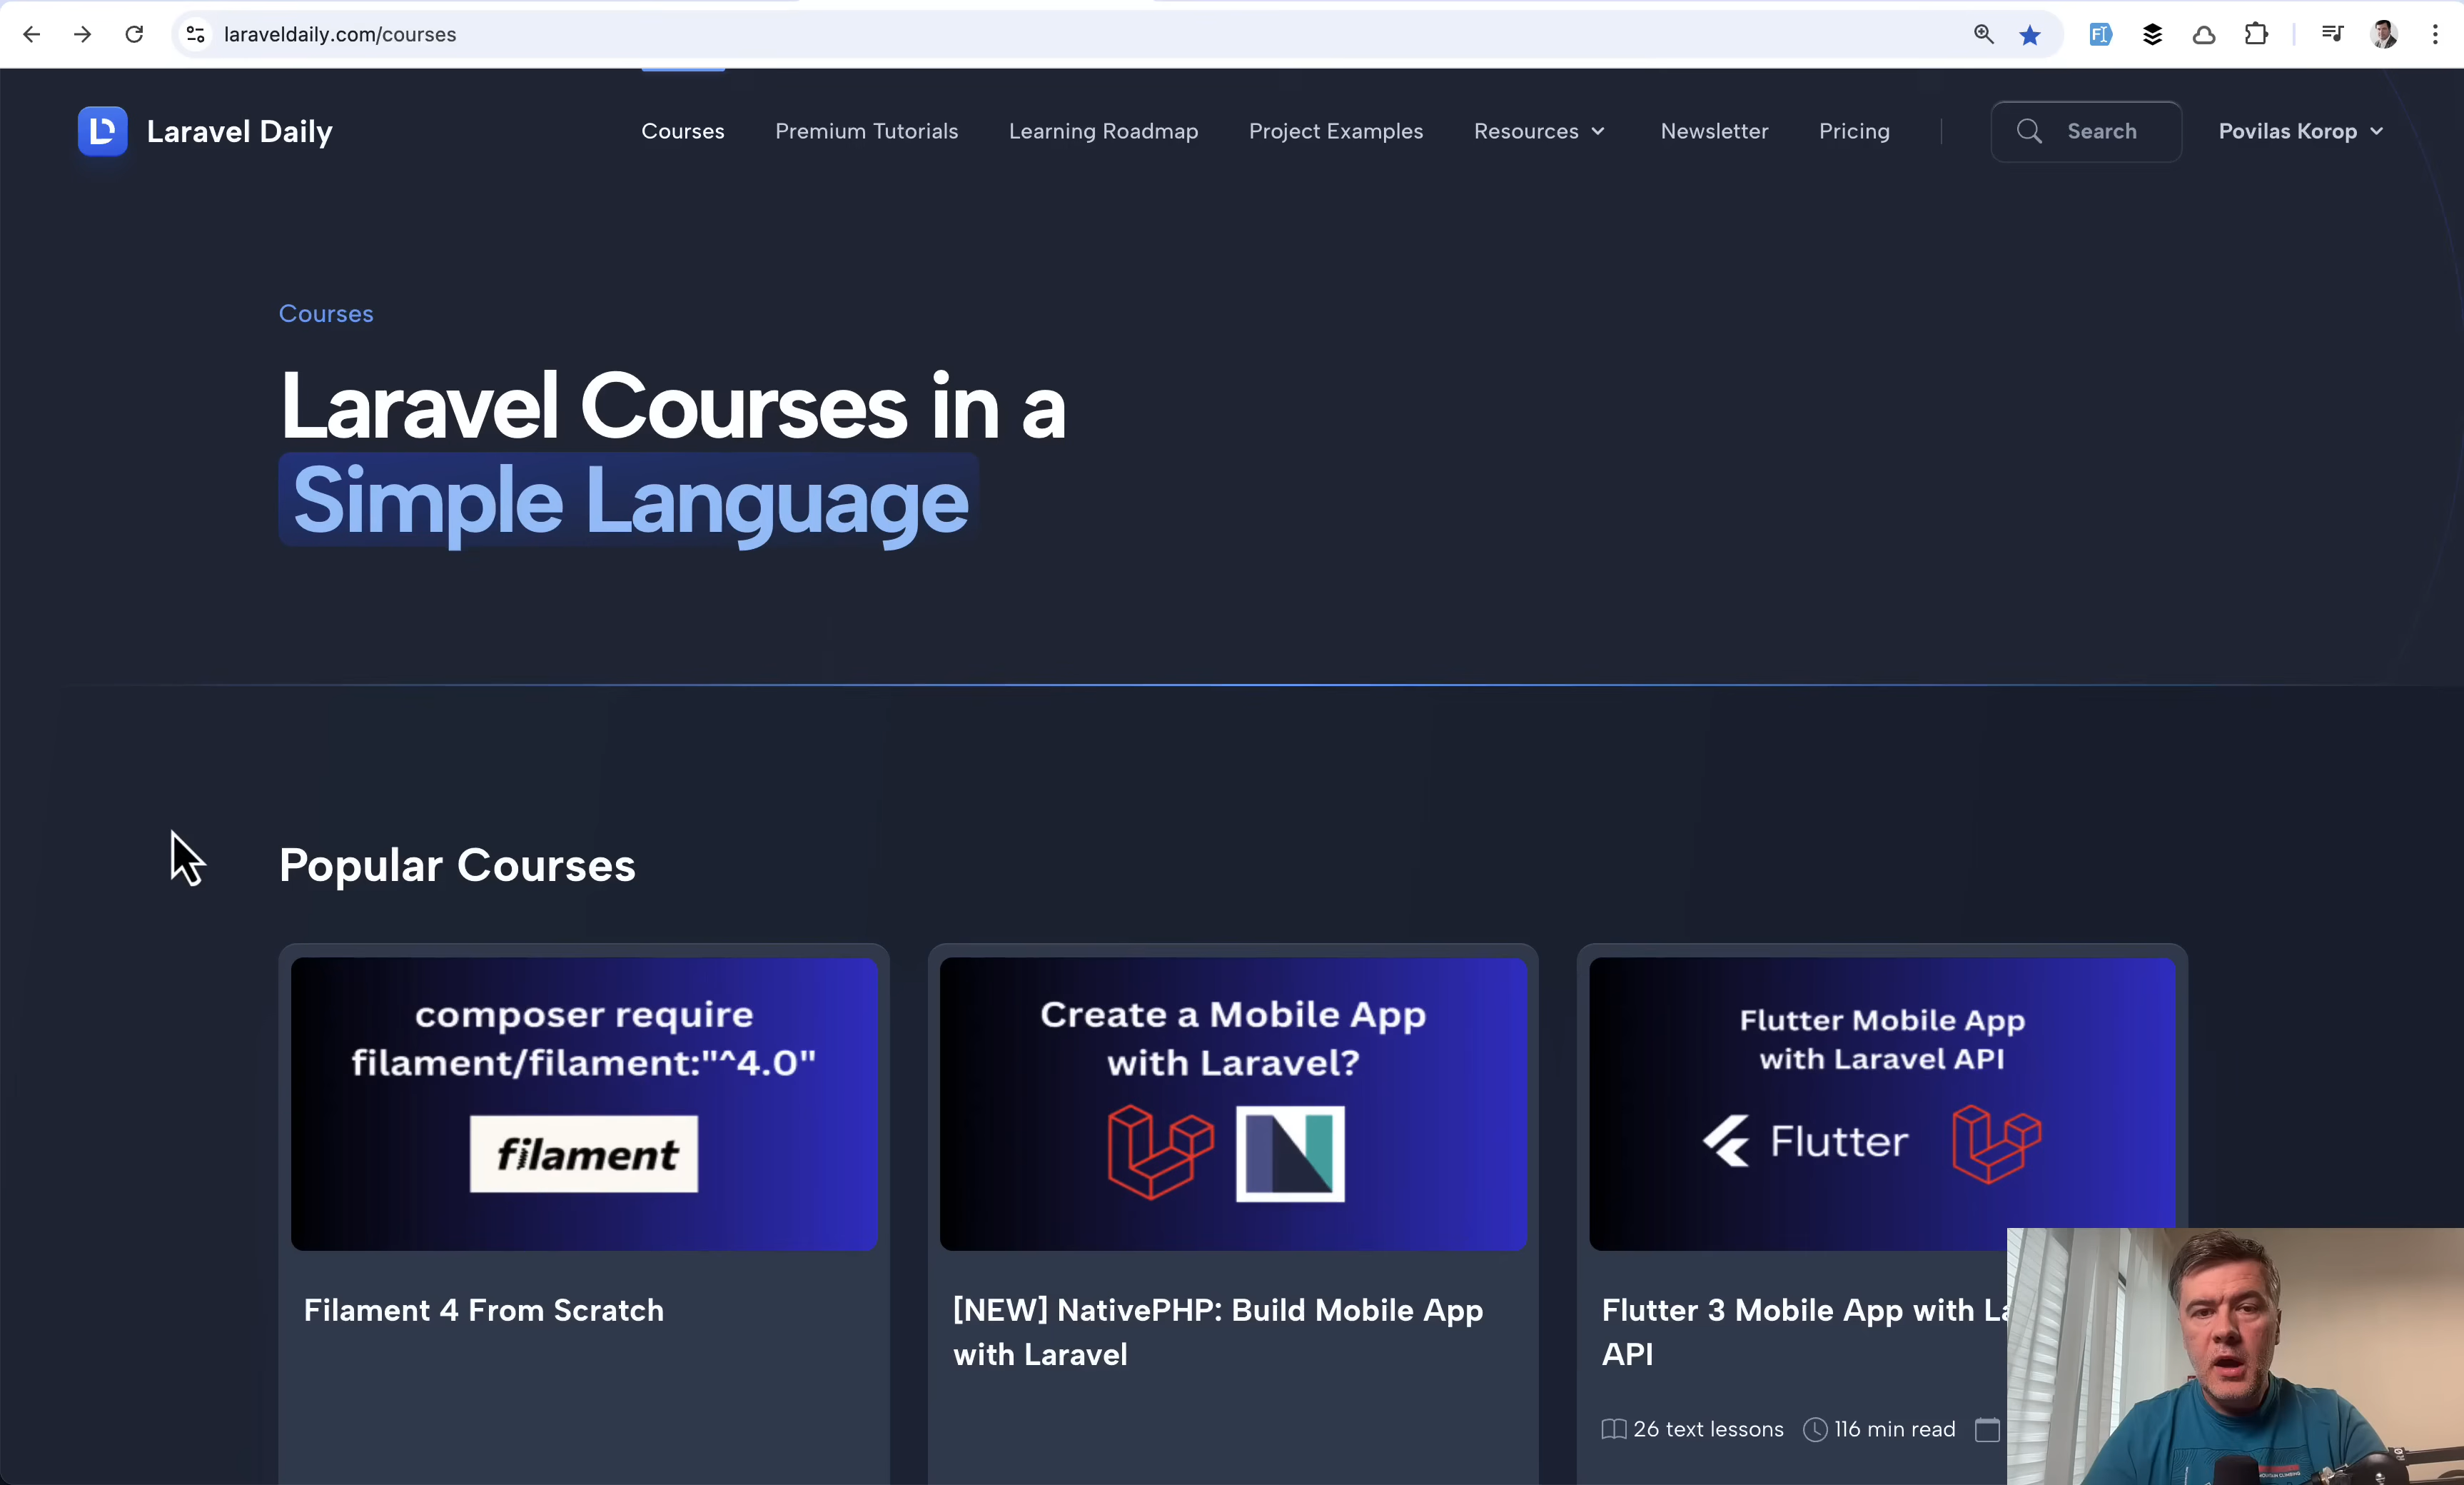 laraveldaily.com/courses
Laravel Daily
Courses
Premium Tutorials
Learning Roadmap
Project Examples
Resources
Newsletter
Pricing
Search
Povilas Korop
Courses
Laravel Courses in a
Simple Language
Popular Courses
composer require
filament/filament:"^4.0"
filament
Create a Mobile App
with Laravel?
Flutter Mobile App
with Laravel API
Flutter
Filament 4 From Scratch
[NEW] NativePHP: Build Mobile App
with Laravel
Flutter 3 Mobile App with
API
26 text lessons
116 min read